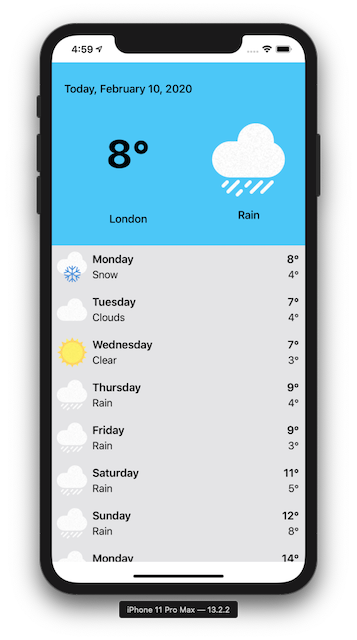 4:59
Today, February 10, 2020
8°
London
Rain
Monday 8°
Snow 4°
Tuesday 7°
Clouds 4°
Wednesday 7°
Clear 3°
Thursday 9°
Rain 4°
Friday 9°
Rain 3°
Saturday 11°
Rain 5°
Sunday 12°
Rain 8°
Monday 14°
iPhone 11 Pro Max — 13.2.2